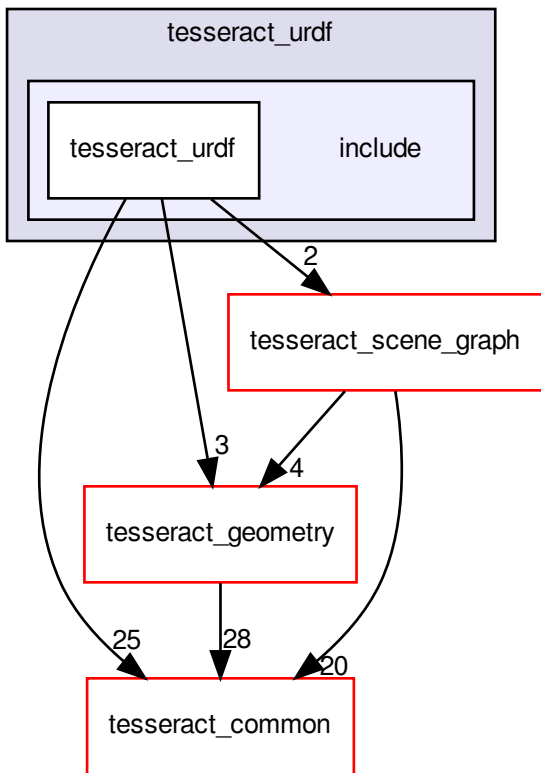 tesseract_urdf
tesseract_urdf
include
2
tesseract_scene_graph
3
4
tesseract_geometry
25
28
20
tesseract_common